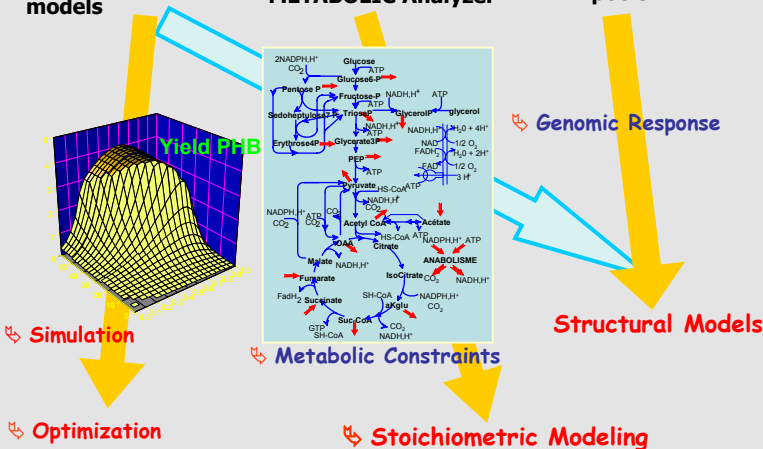 models
METABOLIC Analyzer
Yield PHB
Glucose
2NADPH,H⁺
CO₂
ATP
Glucose6-P
Pentose P
Fructose-P
ATP
NADH,H⁺
ATP
Sedoheptulose7 P
TrioseP
GlycerolP
glycerol
NADH,H⁺
NADH,H⁺
H₂O + 4H⁺
ATP
NAD⁺
1/2 O₂
Erythrose4P
Glycerate3P
FADH₂
H₂O + 2H⁺
PEP
FAD
1/2 O₂
ATP
3 H⁺
Pyruvate
HS-CoA
ATP
NADH,H⁺
CO₂
NADPH,H⁺
CO₂
ATP
CO₂
CO₂
Acetyl CoA
Acétate
HS-CoA
ATP
OAA
Citrate
NADPH,H⁺
ATP
Malate
NADH,H⁺
ANABOLISME
Fumarate
IsoCitrate
CO₂
NADH,H⁺
FadH₂
Succinate
SH-CoA
NADPH,H⁺
CO₂
aKglu
Suc-CoA
GTP
SH-CoA
CO₂
NADH,H⁺
Genomic Response
Simulation
Metabolic Constraints
Structural Models
Optimization
Stoichiometric Modeling